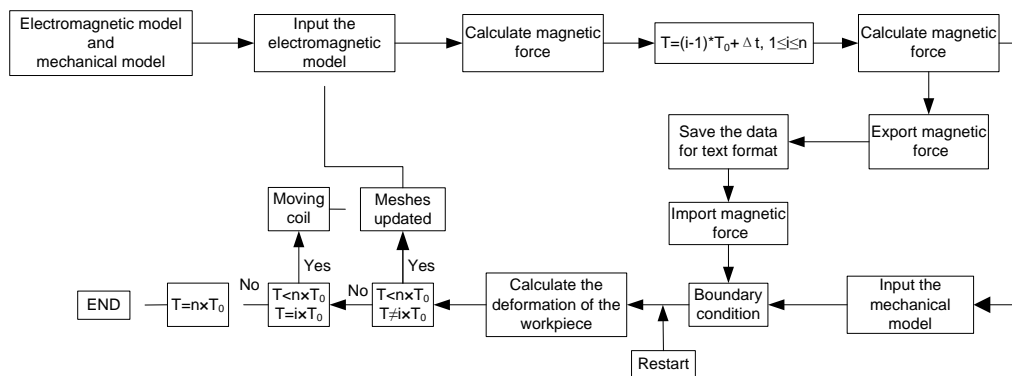 Electromagnetic model
and
mechanical model
Input the
electromagnetic
model
Calculate magnetic
force
T=(i-1)*T₀+Δt, 1≤i≤n
Calculate magnetic
force
Export magnetic
force
Save the data
for text format
Import magnetic
force
Boundary
condition
Input the
mechanical
model
Restart
Calculate the
deformation of the
workpiece
T<n×T₀
T≠i×T₀
Yes
Meshes
updated
No
T<n×T₀
T=i×T₀
Yes
Moving
coil
No
T=n×T₀
END